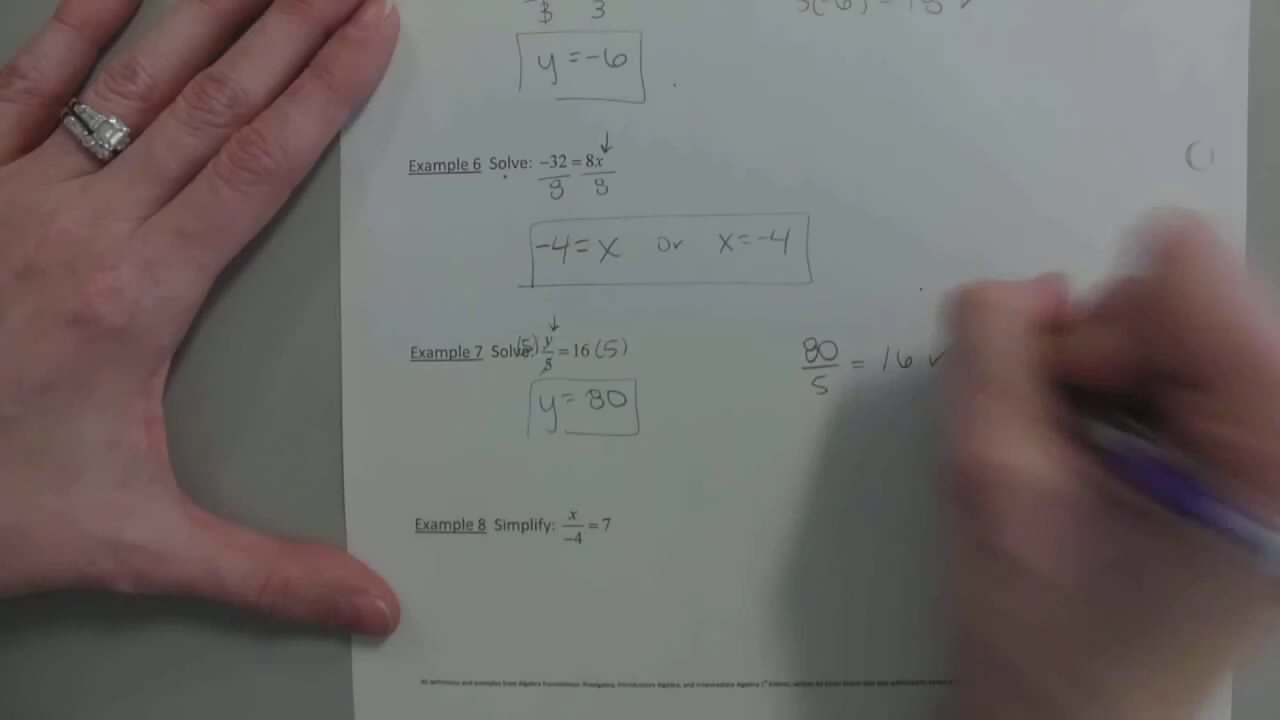 3
y = -6
Example 6 Solve: -32 = 8x
8 8
-4 = x or x = -4
Example 7 Solve: (5) y/5 = 16 (5)
80/5 = 16 ✓
y = 80
Example 8 Simplify: x/-4 = 7